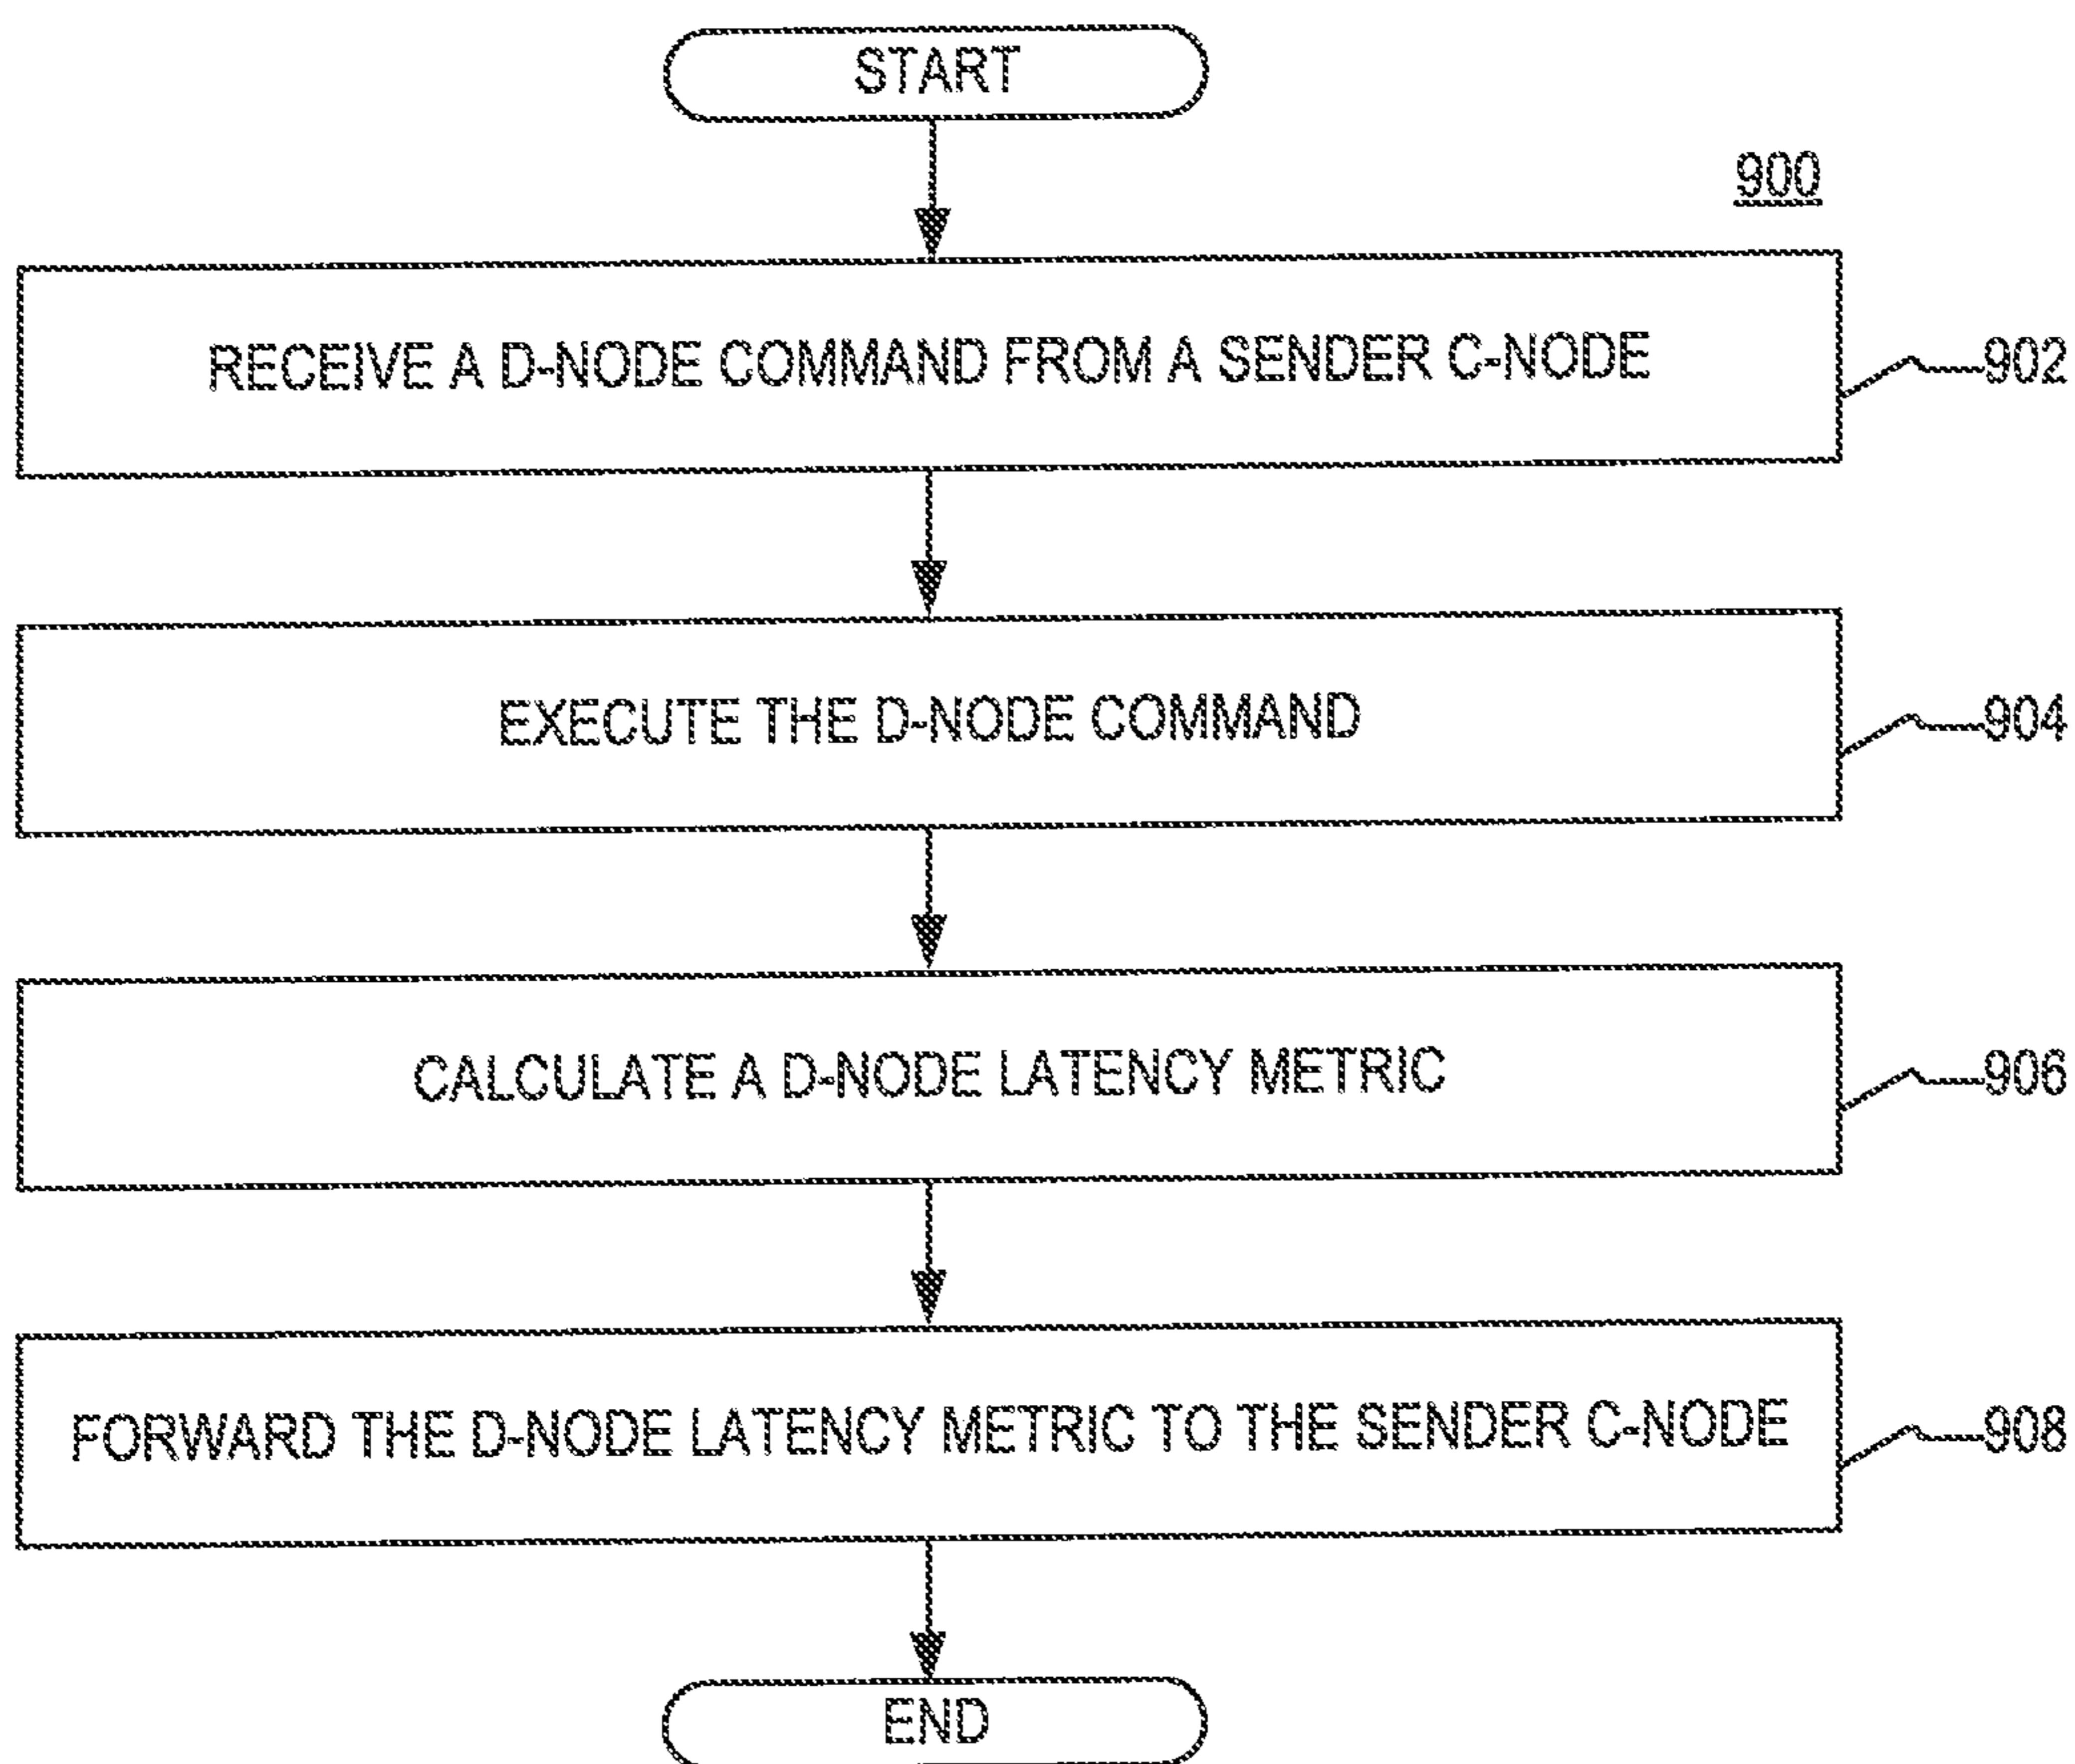 START
900
RECEIVE A D-NODE COMMAND FROM A SENDER C-NODE
902
EXECUTE THE D-NODE COMMAND
904
CALCULATE A D-NODE LATENCY METRIC
906
FORWARD THE D-NODE LATENCY METRIC TO THE SENDER C-NODE
908
END